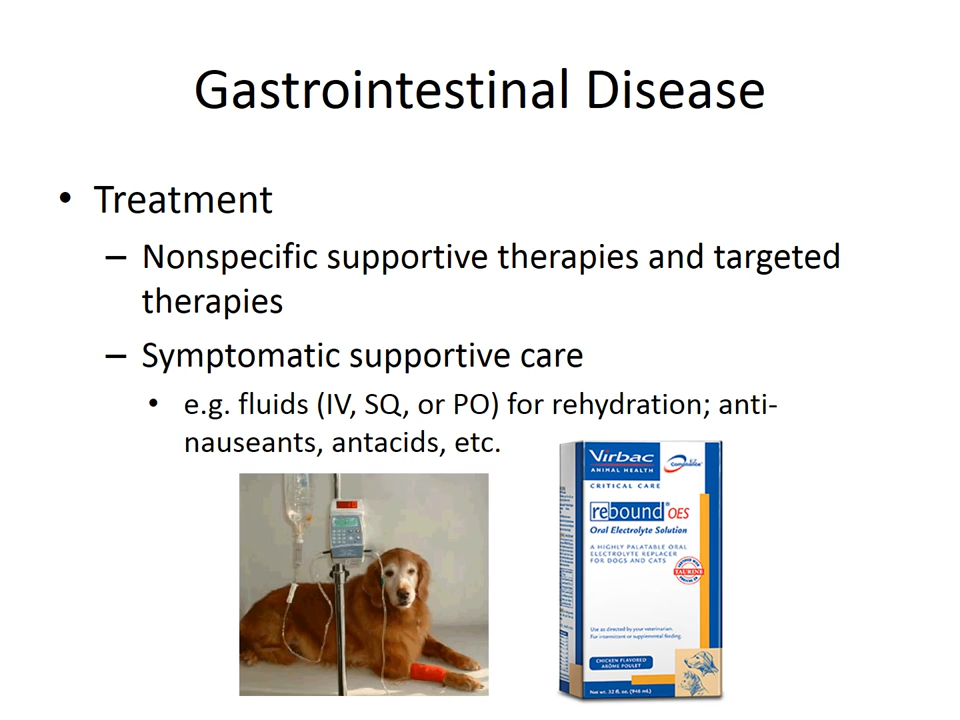 Gastrointestinal Disease
• Treatment
– Nonspecific supportive therapies and targeted
therapies
– Symptomatic supportive care
• e.g. fluids (IV, SQ, or PO) for rehydration; anti-
nauseants, antacids, etc.
Virbac
ANIMAL HEALTH
Compliance
CRITICAL CARE
rebound® OES
Oral Electrolyte Solution
A HIGHLY PALATABLE ORAL
ELECTROLYTE REPLACER
FOR DOGS AND CATS
TAURINE
Use as directed by your veterinarian.
For intermittent or supplemental feeding.
CHICKEN FLAVORED
ARÔME POULET
Net wt. 32 fl. oz. (946 mL)